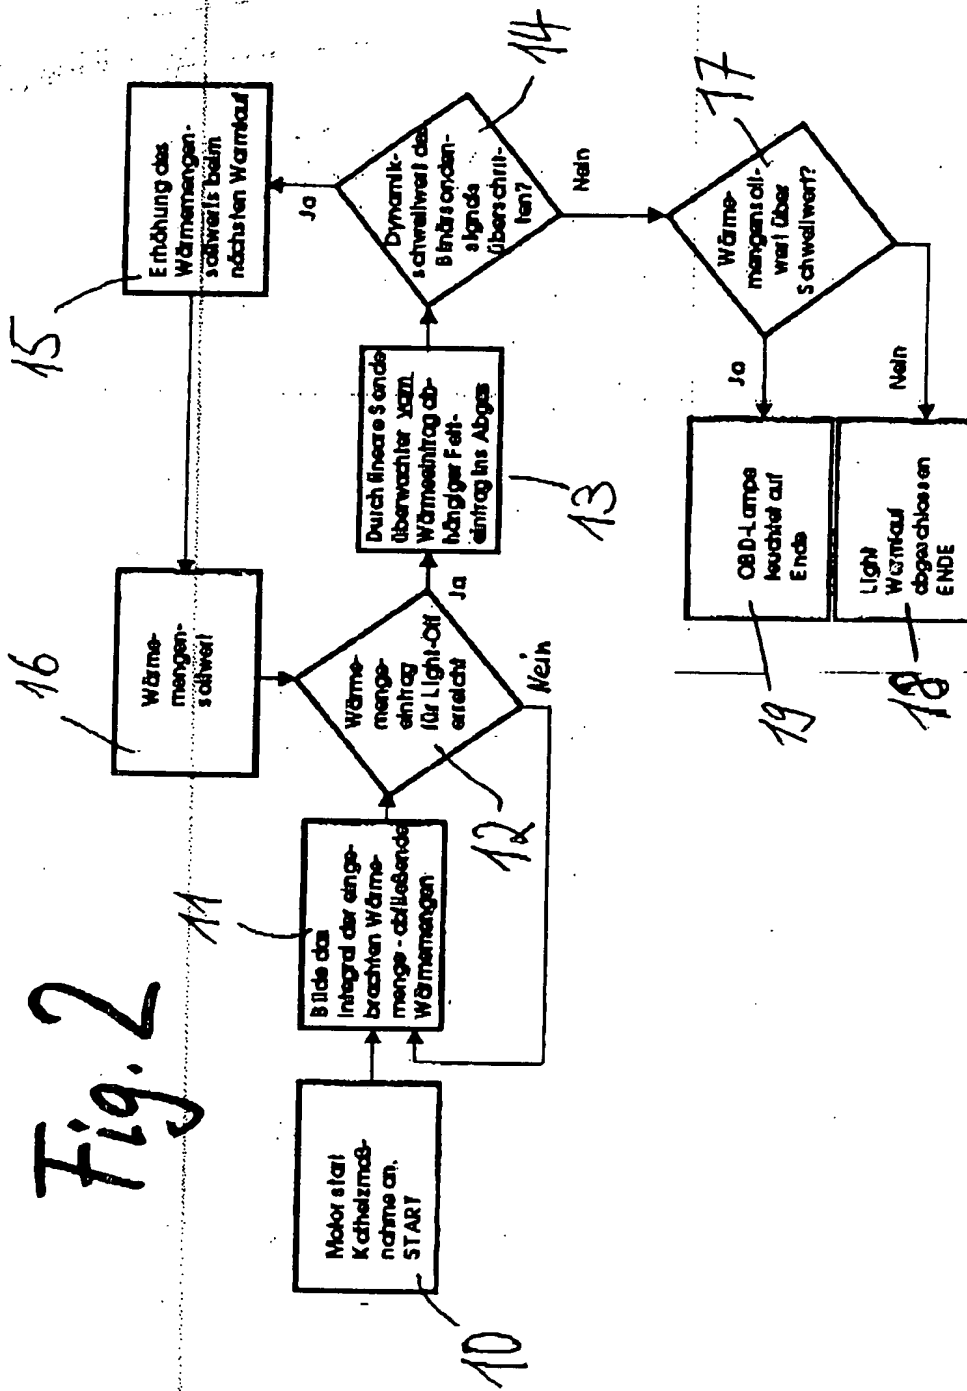 Fig. 2
10
Motorstart
Katheizmaß-
nahme an.
START
11
Bilde das
Integral der einge-
brachten Wärme-
menge - abfließende
Wärmemengen
12
Wärme-
menge-
eintrag
für Light-Off
erreicht
Nein
Ja
16
Wärme-
mengen-
sollwert
15
Erhöhung des
Wärmemengen-
sollwerts beim
nächsten Warmlauf
13
Durch lineare Sonde
überwachter vom
Wärmeeintrag ab-
hängiger Fett-
eintrag ins Abgas
14
Dynamik-
schwellwert des
Binärsonden-
signals
überschrit-
ten?
Ja
Nein
17
Wärme-
mengensoll-
wert über
Schwellwert?
Ja
Nein
19
OBD-Lampe
leuchtet auf
Ende
18
Light
Warmlauf
abgeschlossen
ENDE